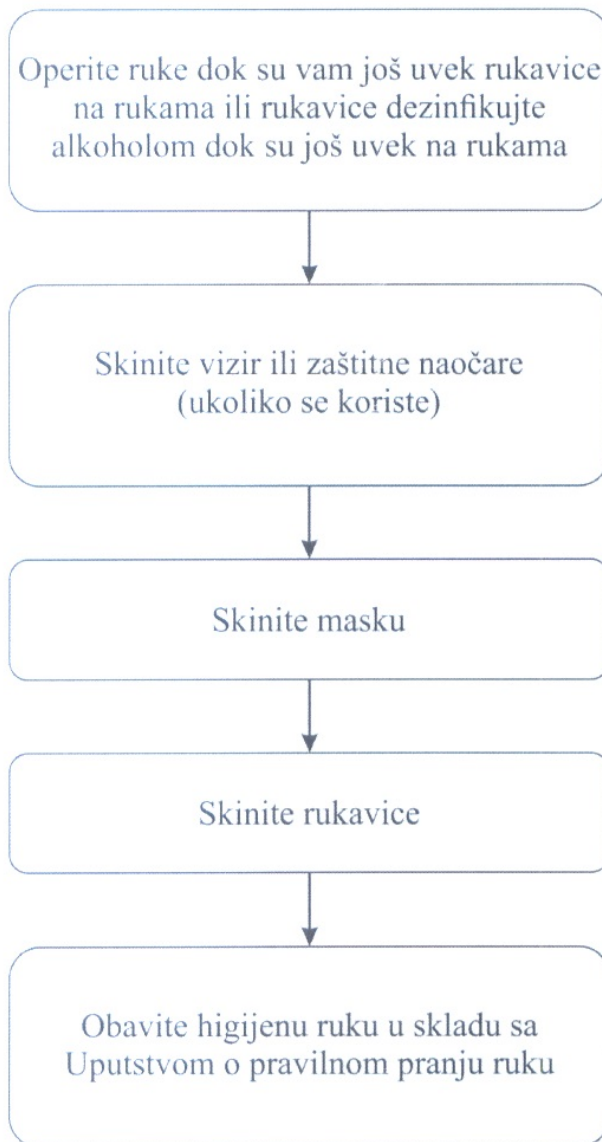 Operite ruke dok su vam još uvek rukavice
na rukama ili rukavice dezinfikujte
alkoholom dok su još uvek na rukama
Skinite vizir ili zaštitne naočare
(ukoliko se koriste)
Skinite masku
Skinite rukavice
Obavite higijenu ruku u skladu sa
Uputstvom o pravilnom pranju ruku